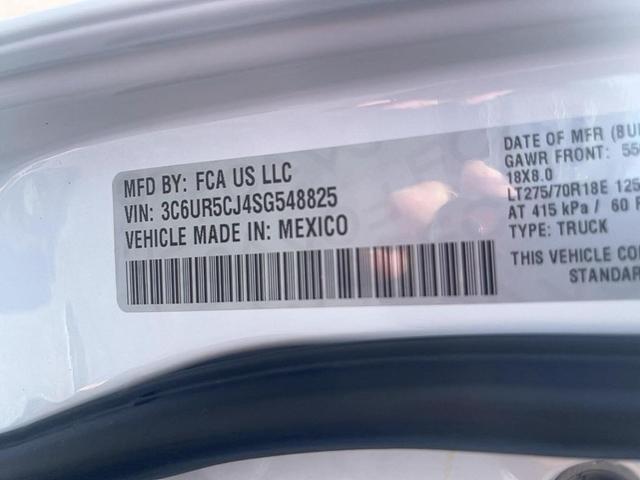 MFD BY: FCA US LLC
VIN: 3C6UR5CJ4SG548825
VEHICLE MADE IN: MEXICO
DATE OF MFR
GAWR FRONT:
18X8.0
LT275/70R18E
AT 415 kPa / 60
TYPE: TRUCK
THIS VEHICLE
STANDAR